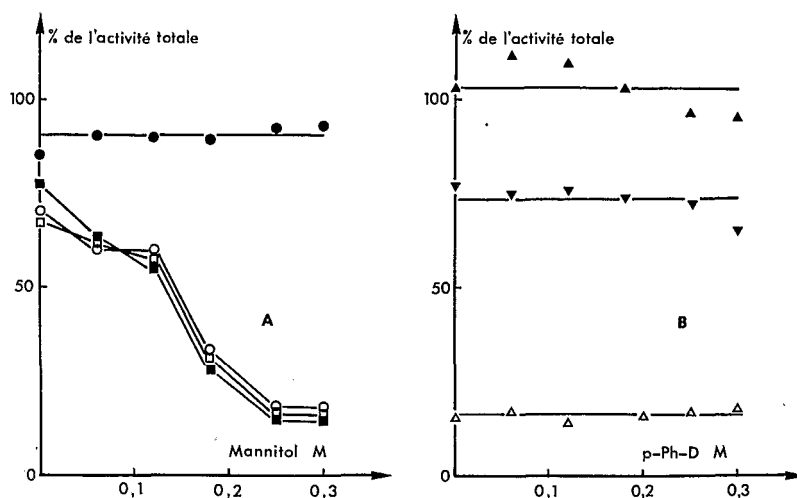 % de l'activité totale
100
50
0
A
Mannitol M
0,1
0,2
0,3
% de l'activité totale
100
50
0
B
p-Ph-D M
0,1
0,2
0,3